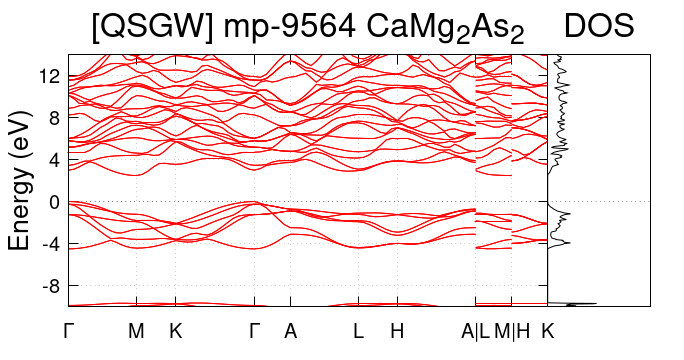 [QSGW] mp-9564 CaMg2As2 DOS
Energy (eV)
12
8
4
0
-4
-8
Γ M K Γ A L H A|L M|H K